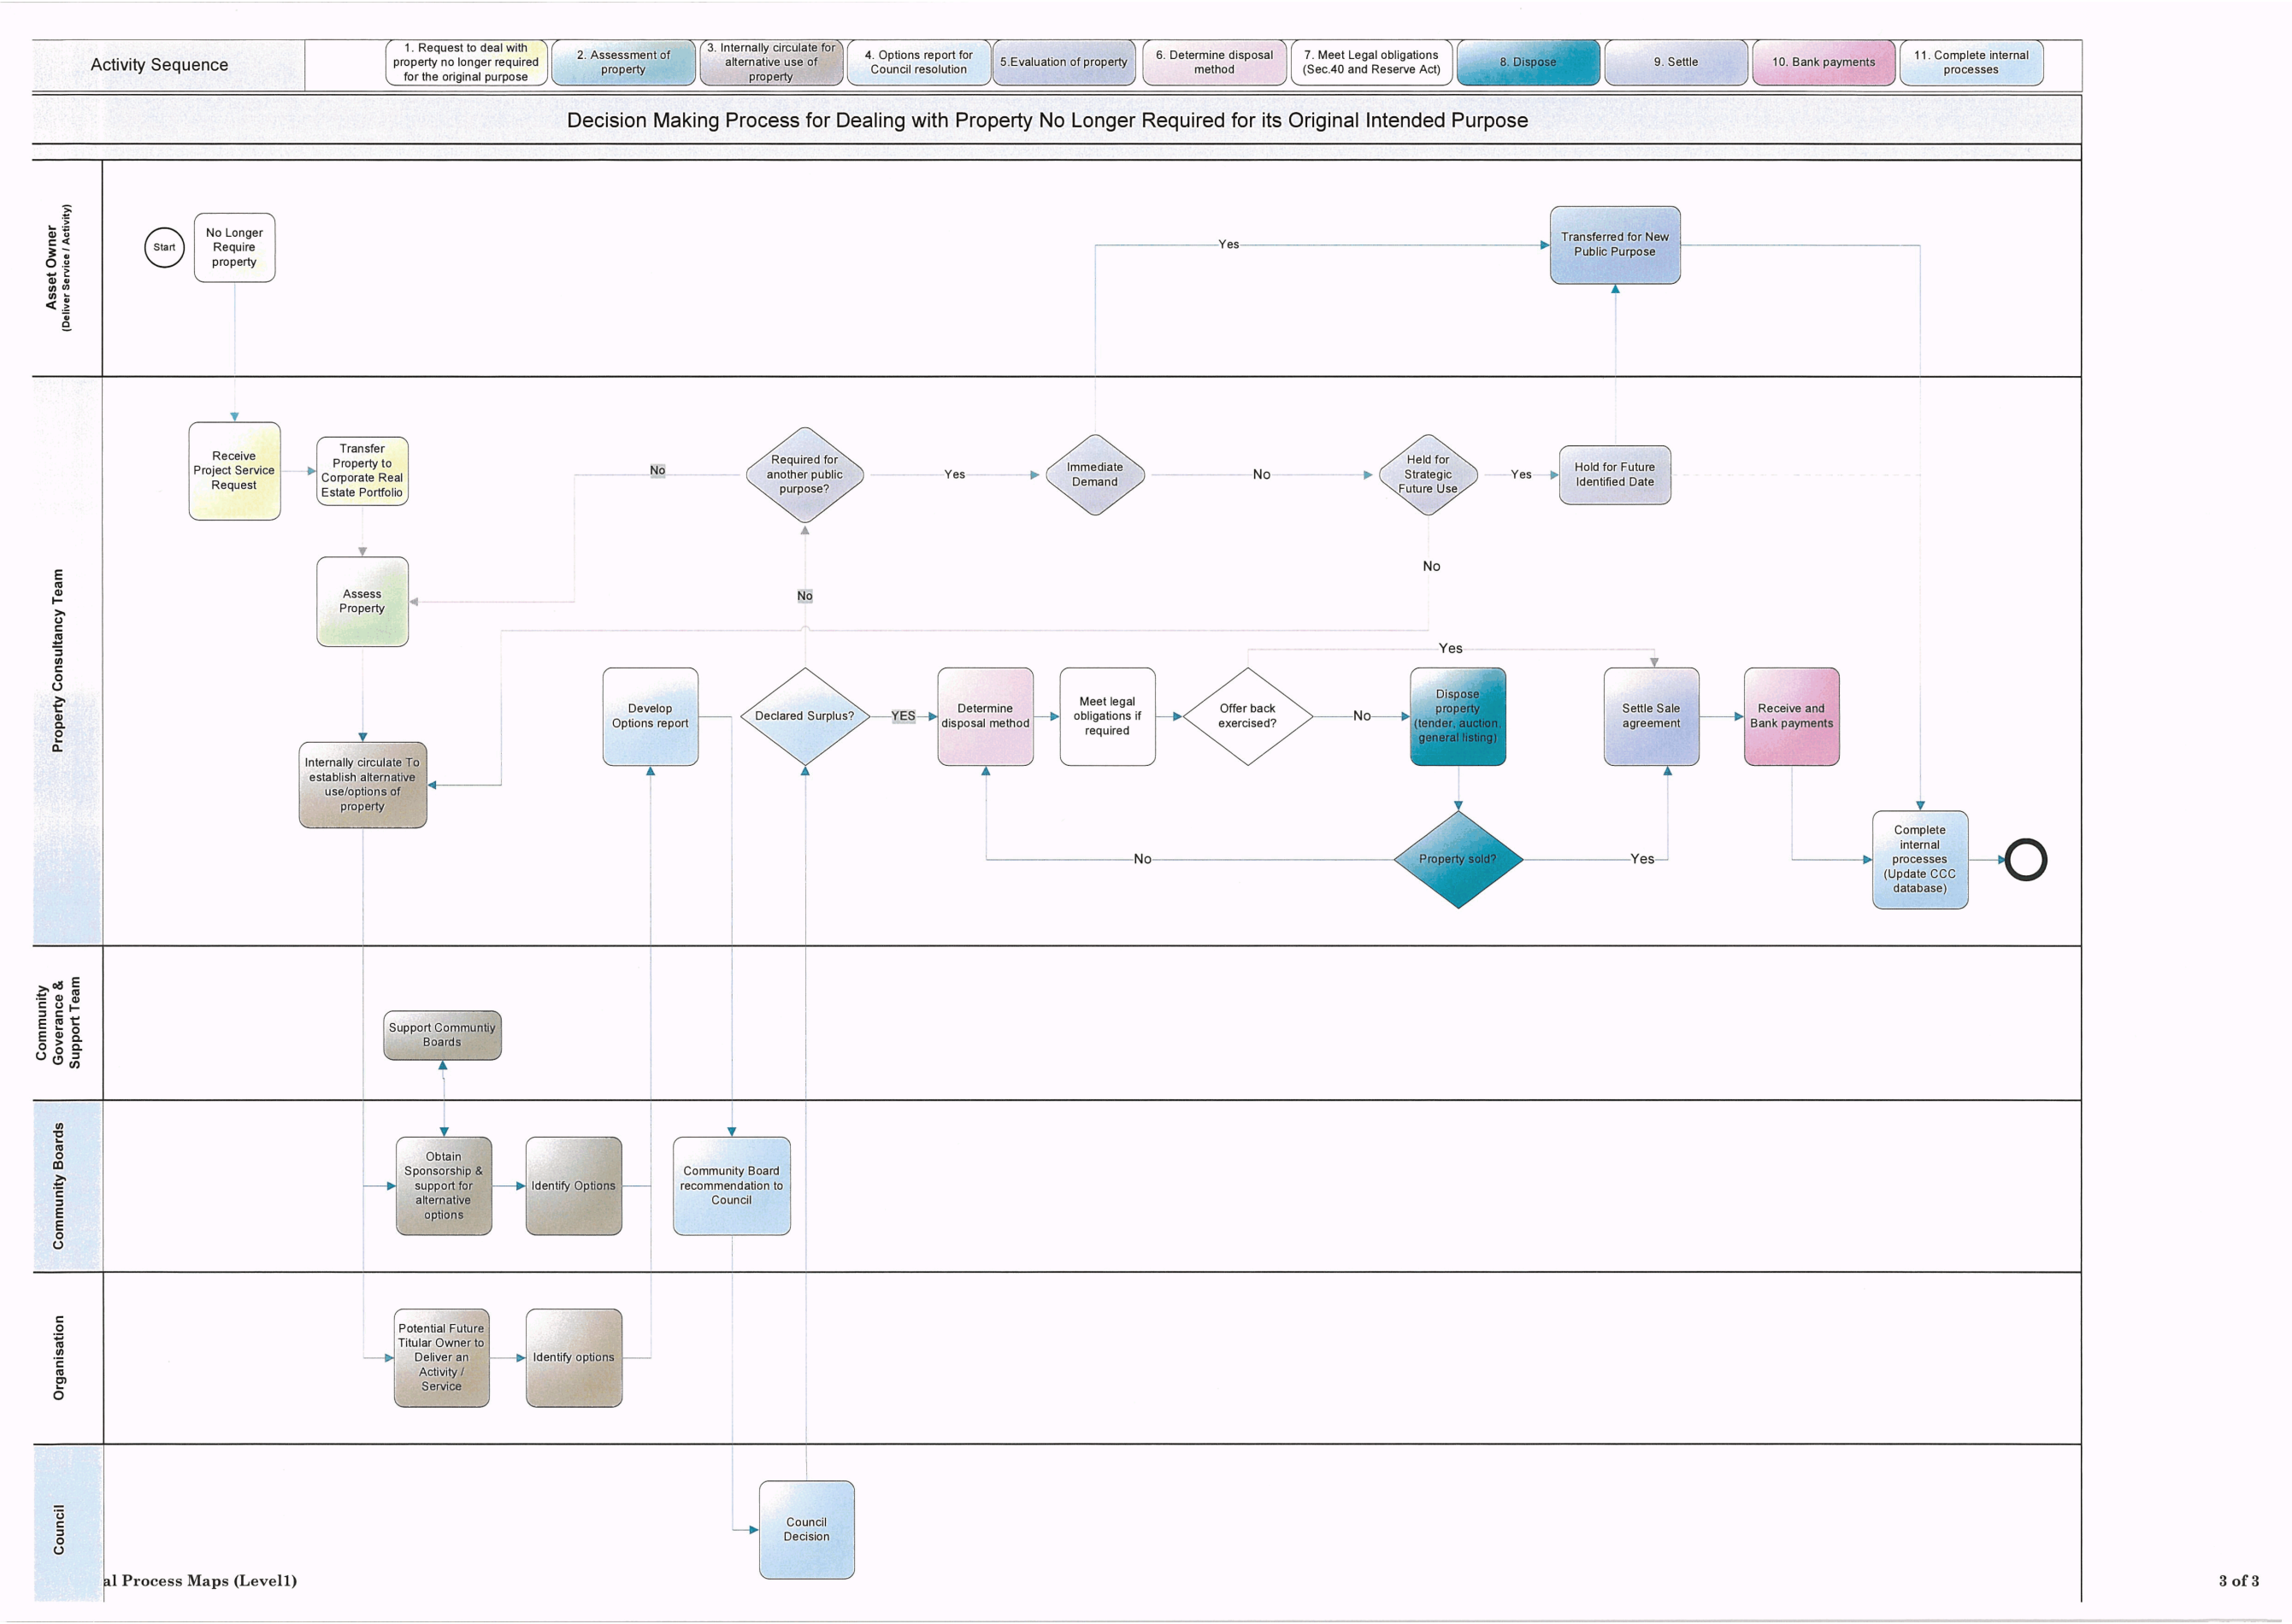 Activity Sequence
1. Request to deal with
property no longer required
for the original purpose
2. Assessment of
property
3. Internally circulate for
alternative use of
property
4. Options report for
Council resolution
5.Evaluation of property
6. Determine disposal
method
7. Meet Legal obligations
(Sec.40 and Reserve Act)
8. Dispose
9. Settle
10. Bank payments
11. Complete internal
processes
Decision Making Process for Dealing with Property No Longer Required for its Original Intended Purpose
Asset Owner
(Deliver Service / Activity)
Start
No Longer
Require
property
Yes
Transferred for New
Public Purpose
Property Consultancy Team
Receive
Project Service
Request
Transfer
Property to
Corporate Real
Estate Portfolio
No
Required for
another public
purpose?
Yes
Immediate
Demand
No
Held for
Strategic
Future Use
Yes
Hold for Future
Identified Date
No
Assess
Property
No
Yes
Develop
Options report
Declared Surplus?
YES
Determine
disposal method
Meet legal
obligations if
required
Offer back
exercised?
No
Dispose
property
(tender, auction,
general listing)
Settle Sale
agreement
Receive and
Bank payments
Internally circulate To
establish alternative
use/options of
property
No
Property sold?
Yes
Complete
internal
processes
(Update CCC
database)
Community
Goverance &
Support Team
Support Communtiy
Boards
Community Boards
Obtain
Sponsorship &
support for
alternative
options
Identify Options
Community Board
recommendation to
Council
Organisation
Potential Future
Titular Owner to
Deliver an
Activity /
Service
Identify options
Council
Council
Decision
al Process Maps (Level1)
3 of 3